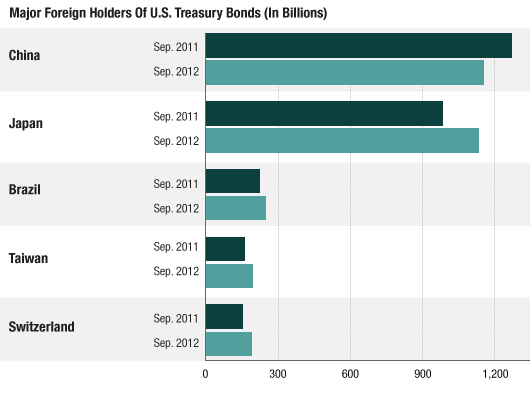 Major Foreign Holders Of U.S. Treasury Bonds (In Billions)
China
Sep. 2011
Sep. 2012
Japan
Sep. 2011
Sep. 2012
Brazil
Sep. 2011
Sep. 2012
Taiwan
Sep. 2011
Sep. 2012
Switzerland
Sep. 2011
Sep. 2012
0 300 600 900 1,200